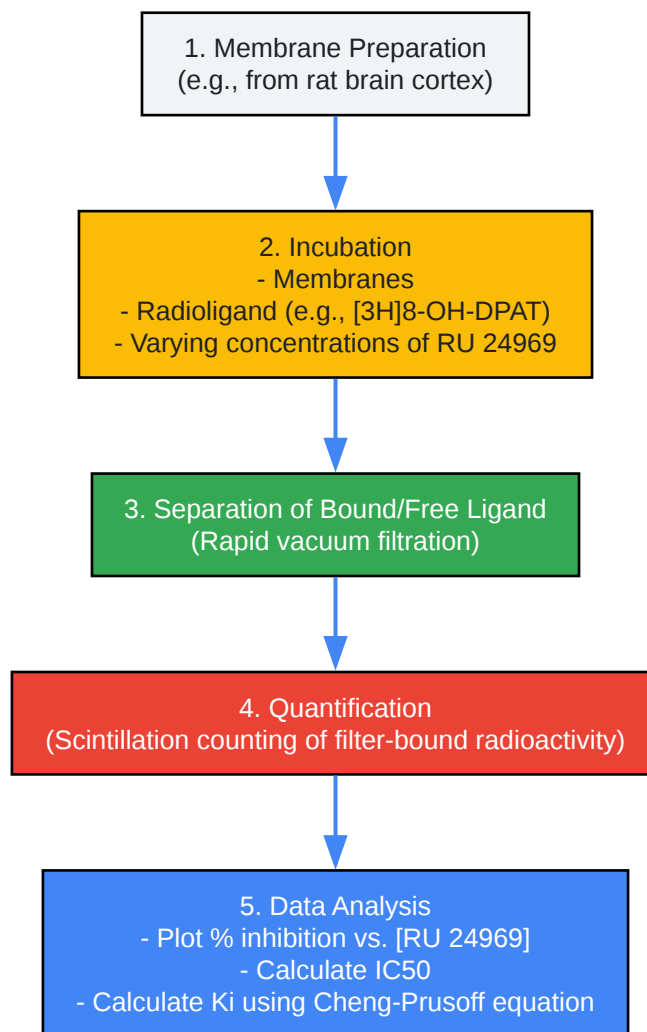 1. Membrane Preparation
(e.g., from rat brain cortex)
2. Incubation
- Membranes
- Radioligand (e.g., [3H]8-OH-DPAT)
- Varying concentrations of RU 24969
3. Separation of Bound/Free Ligand
(Rapid vacuum filtration)
4. Quantification
(Scintillation counting of filter-bound radioactivity)
5. Data Analysis
- Plot % inhibition vs. [RU 24969]
- Calculate IC50
- Calculate Ki using Cheng-Prusoff equation